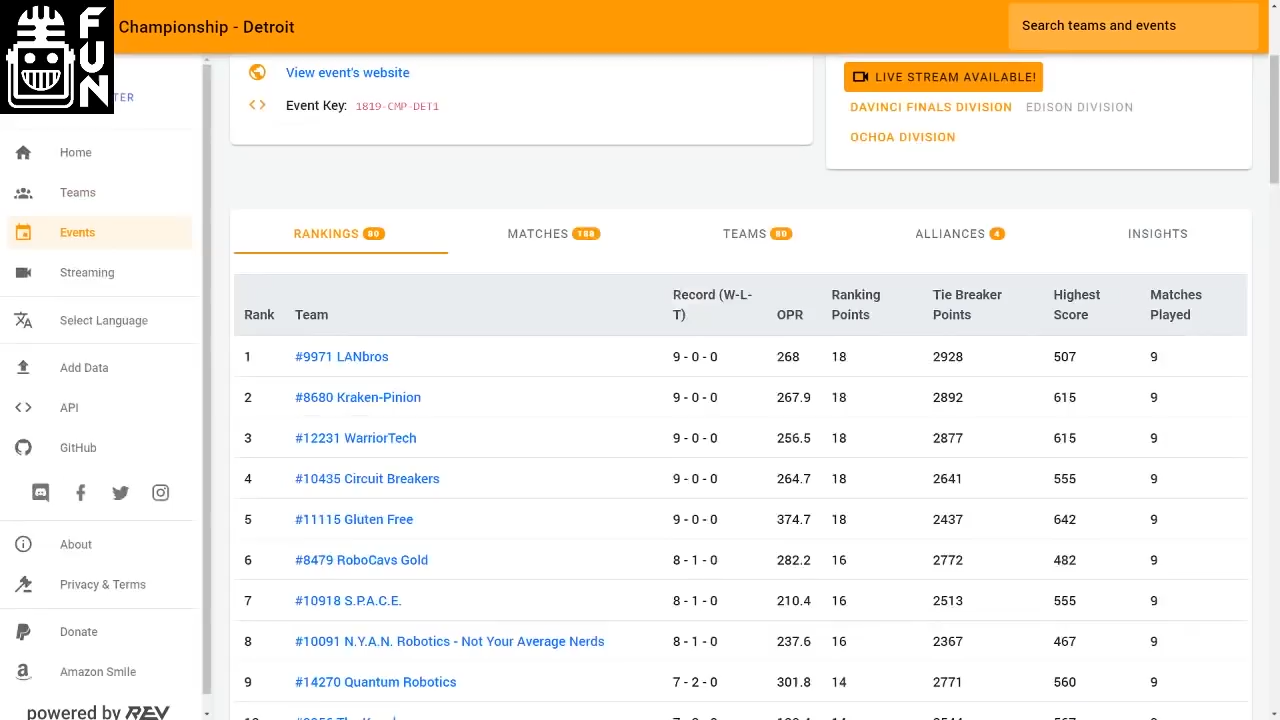 FUN
Championship - Detroit
Search teams and events
TER
View event's website
Event Key: 1819-CMP-DET1
LIVE STREAM AVAILABLE!
DAVINCI FINALS DIVISION EDISON DIVISION
OCHOA DIVISION
Home
Teams
Events
Streaming
Select Language
Add Data
API
GitHub
About
Privacy & Terms
Donate
Amazon Smile
powered by REV
RANKINGS 80 MATCHES 188 TEAMS 80 ALLIANCES 4 INSIGHTS
Rank Team Record (W-L-T) OPR Ranking Points Tie Breaker Points Highest Score Matches Played
1 #9971 LANbros 9 - 0 - 0 268 18 2928 507 9
2 #8680 Kraken-Pinion 9 - 0 - 0 267.9 18 2892 615 9
3 #12231 WarriorTech 9 - 0 - 0 256.5 18 2877 615 9
4 #10435 Circuit Breakers 9 - 0 - 0 264.7 18 2641 555 9
5 #11115 Gluten Free 9 - 0 - 0 374.7 18 2437 642 9
6 #8479 RoboCavs Gold 8 - 1 - 0 282.2 16 2772 482 9
7 #10918 S.P.A.C.E. 8 - 1 - 0 210.4 16 2513 555 9
8 #10091 N.Y.A.N. Robotics - Not Your Average Nerds 8 - 1 - 0 237.6 16 2367 467 9
9 #14270 Quantum Robotics 7 - 2 - 0 301.8 14 2771 560 9